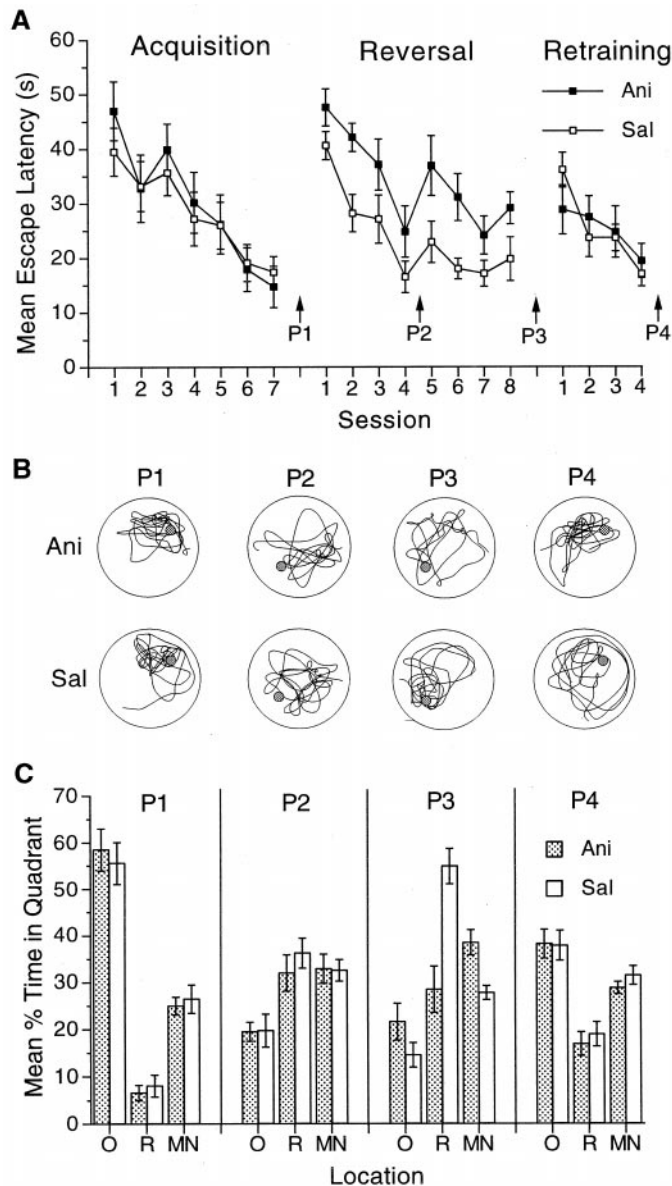 A
Acquisition Reversal Retraining
Mean Escape Latency (s)
60
50
40
30
20
10
0
Ani
Sal
P1 P2 P3 P4
1 2 3 4 5 6 7 1 2 3 4 5 6 7 8 1 2 3 4
Session
B
P1 P2 P3 P4
Ani
Sal
C
Mean % Time in Quadrant
70
60
50
40
30
20
10
0
P1 P2 P3 P4
Ani
Sal
O R MN O R MN O R MN O R MN
Location